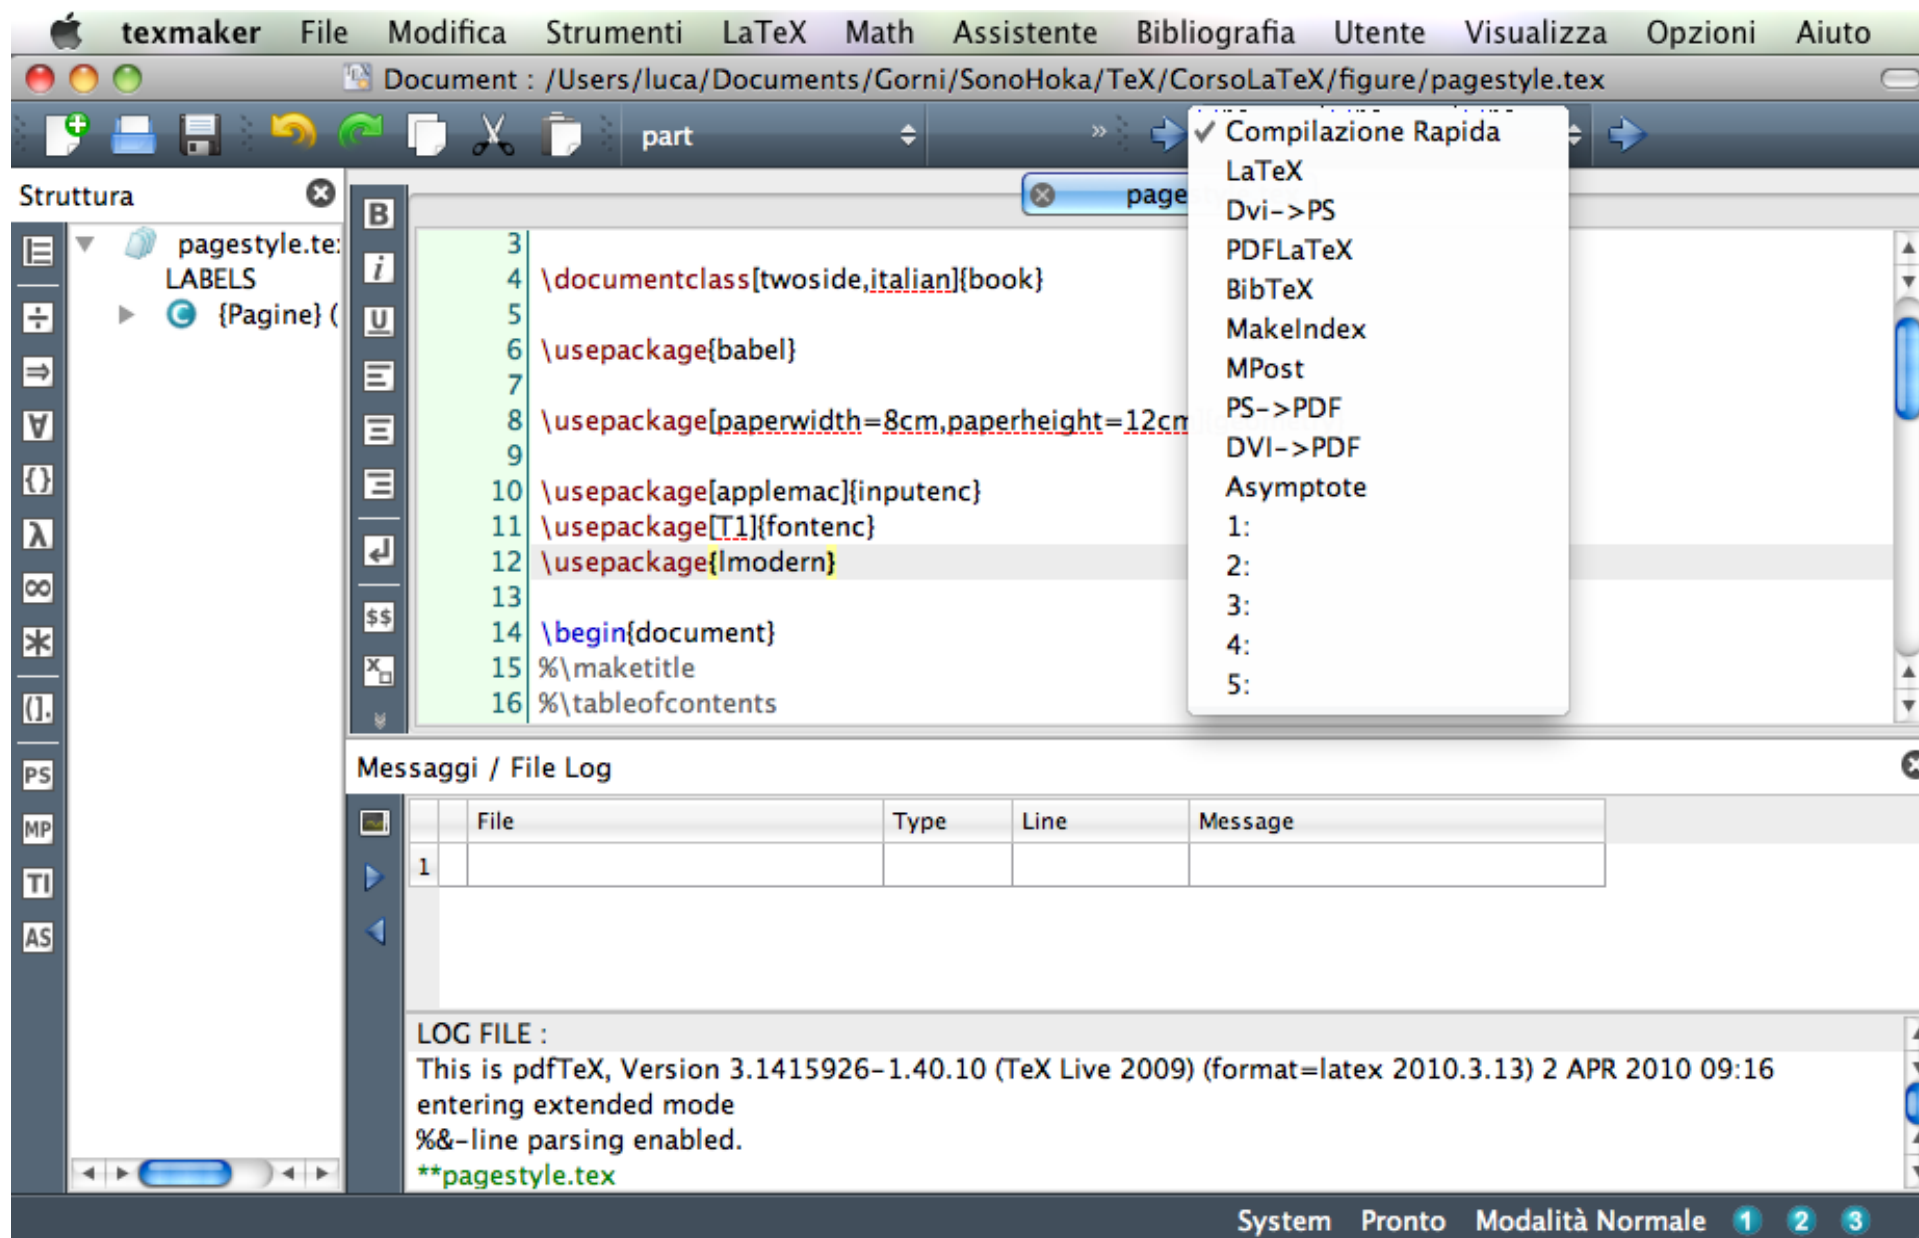 texmaker File Modifica Strumenti LaTeX Math Assistente Bibliografia Utente Visualizza Opzioni Aiuto
Document : /Users/luca/Documents/Gorni/SonoHoka/TeX/CorsoLaTeX/figure/pagestyle.tex
part »
✓ Compilazione Rapida
LaTeX
Dvi->PS
PDFLaTeX
BibTeX
MakeIndex
MPost
PS->PDF
DVI->PDF
Asymptote
1:
2:
3:
4:
5:
Struttura
pagestyle.te
LABELS
{Pagine} (
B
i
U
$$
÷
⇒
∀
{}
λ
∞
∗
().
PS
MP
TI
AS
page
3
4 \documentclass[twoside,italian]{book}
5
6 \usepackage{babel}
7
8 \usepackage[paperwidth=8cm,paperheight=12cm
9
10 \usepackage[applemac]{inputenc}
11 \usepackage[T1]{fontenc}
12 \usepackage{lmodern}
13
14 \begin{document}
15 %\maketitle
16 %\tableofcontents
Messaggi / File Log
File Type Line Message
1
LOG FILE :
This is pdfTeX, Version 3.1415926-1.40.10 (TeX Live 2009) (format=latex 2010.3.13) 2 APR 2010 09:16
entering extended mode
%&-line parsing enabled.
**pagestyle.tex
System Pronto Modalità Normale 1 2 3